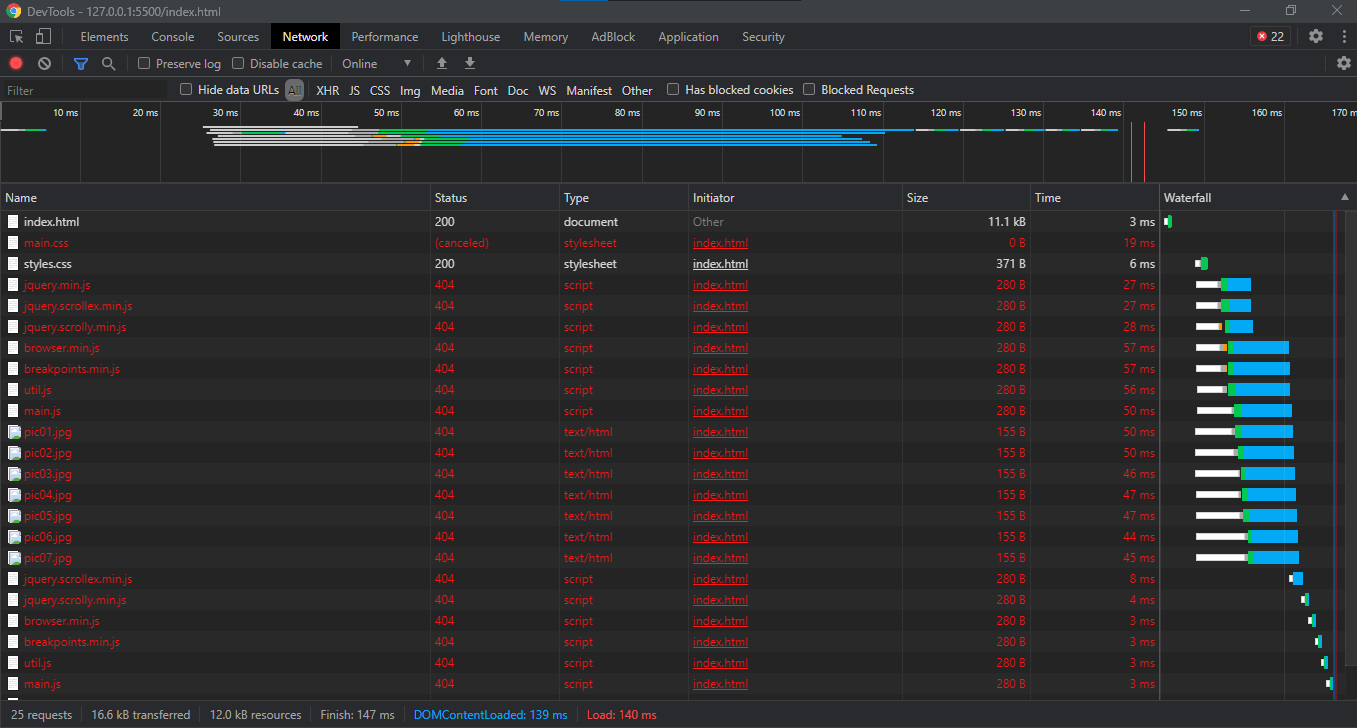 DevTools - 127.0.0.1:5500/index.html
Elements Console Sources Network Performance Lighthouse Memory AdBlock Application Security 22
Preserve log Disable cache Online
Filter Hide data URLs All XHR JS CSS Img Media Font Doc WS Manifest Other Has blocked cookies Blocked Requests
10 ms 20 ms 30 ms 40 ms 50 ms 60 ms 70 ms 80 ms 90 ms 100 ms 110 ms 120 ms 130 ms 140 ms 150 ms 160 ms 170 m
Name Status Type Initiator Size Time Waterfall
index.html 200 document Other 11.1 kB 3 ms
main.css (canceled) stylesheet index.html 0 B 19 ms
styles.css 200 stylesheet index.html 371 B 6 ms
jquery.min.js 404 script index.html 280 B 27 ms
jquery.scrollex.min.js 404 script index.html 280 B 27 ms
jquery.scrolly.min.js 404 script index.html 280 B 28 ms
browser.min.js 404 script index.html 280 B 57 ms
breakpoints.min.js 404 script index.html 280 B 57 ms
util.js 404 script index.html 280 B 56 ms
main.js 404 script index.html 280 B 50 ms
pic01.jpg 404 text/html index.html 155 B 50 ms
pic02.jpg 404 text/html index.html 155 B 50 ms
pic03.jpg 404 text/html index.html 155 B 46 ms
pic04.jpg 404 text/html index.html 155 B 47 ms
pic05.jpg 404 text/html index.html 155 B 47 ms
pic06.jpg 404 text/html index.html 155 B 44 ms
pic07.jpg 404 text/html index.html 155 B 45 ms
jquery.scrollex.min.js 404 script index.html 280 B 8 ms
jquery.scrolly.min.js 404 script index.html 280 B 4 ms
browser.min.js 404 script index.html 280 B 3 ms
breakpoints.min.js 404 script index.html 280 B 3 ms
util.js 404 script index.html 280 B 3 ms
main.js 404 script index.html 280 B 3 ms
25 requests 16.6 kB transferred 12.0 kB resources Finish: 147 ms DOMContentLoaded: 139 ms Load: 140 ms